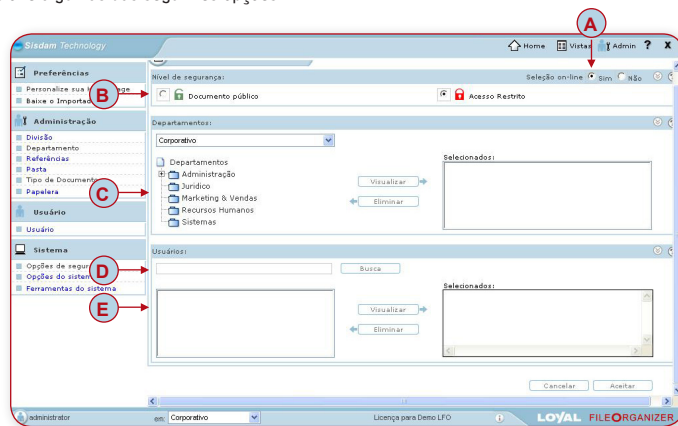 A
Sisdam Technology
Home Vistas Admin ? X
Preferências
Personalize sua
Baixe o Importad
B
Administração
Divisão
Departamento
Referências
Pasta
Tipo de Documento
Papelera
C
Usuário
Usuário
Sistema
Opções de segur
Opções do sistem
Ferramentas do sistema
D
E
Nível de segurança:
Seleção on-line Sim Não
Documento público
Acesso Restrito
Departamentos:
Corporativo
Departamentos
Administração
Juridico
Marketing & Vendas
Recursos Humanos
Sistemas
Visualizar
Eliminar
Selecionados:
Usuários:
Busca
Visualizar
Eliminar
Selecionados:
Cancelar Aceitar
administrator
em: Corporativo
Licença para Demo LFO
LOYAL FILEORGANIZER